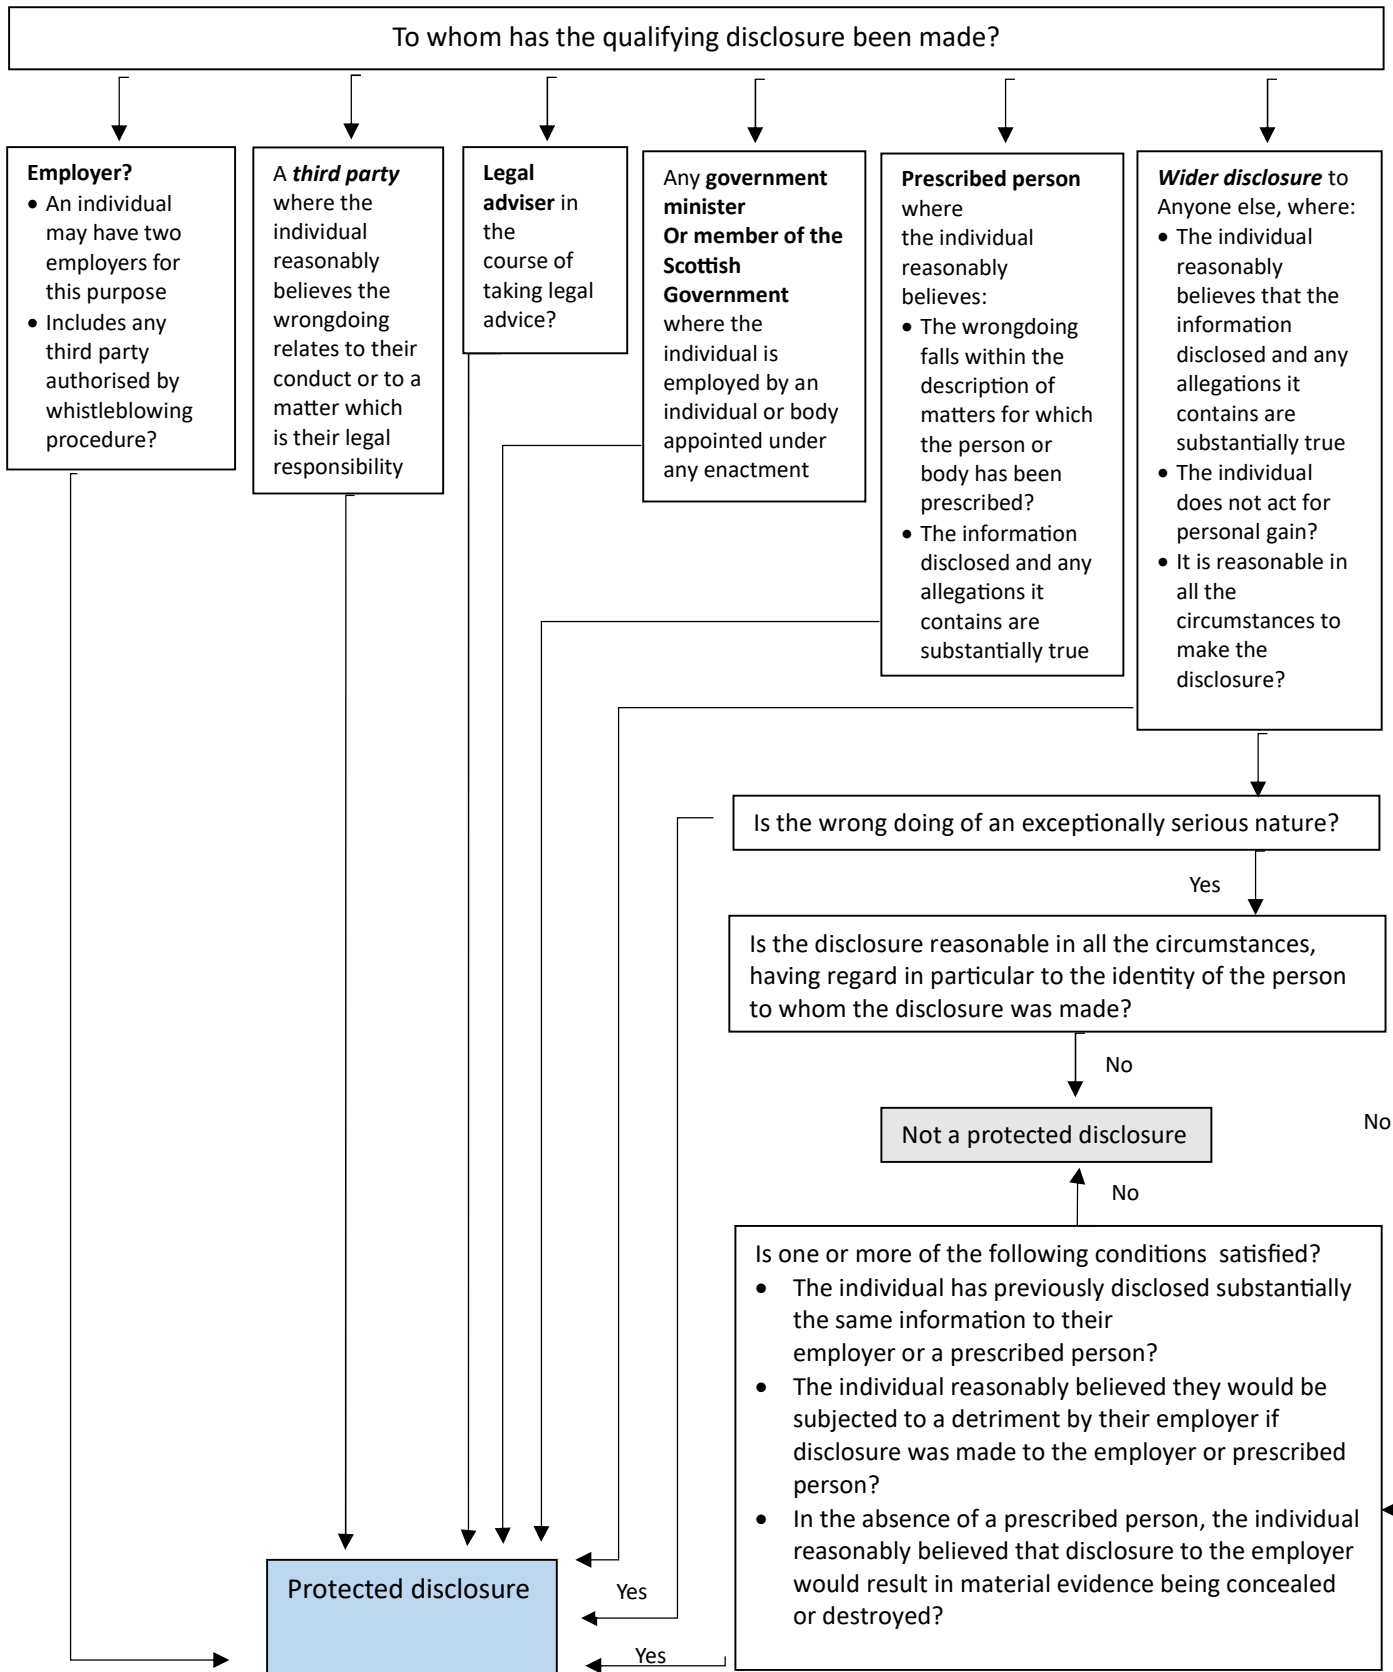 To whom has the qualifying disclosure been made?
Employer?
• An individual
may have two
employers for
this purpose
• Includes any
third party
authorised by
whistleblowing
procedure?
A third party
where the
individual
reasonably
believes the
wrongdoing
relates to their
conduct or to a
matter which
is their legal
responsibility
Legal
adviser in
the
course of
taking legal
advice?
Any government
minister
Or member of the
Scottish
Government
where the
individual is
employed by an
individual or body
appointed under
any enactment
Prescribed person
where
the individual
reasonably
believes:
• The wrongdoing
falls within the
description of
matters for which
the person or
body has been
prescribed?
• The information
disclosed and any
allegations it
contains are
substantially true
Wider disclosure to
Anyone else, where:
• The individual
reasonably
believes that the
information
disclosed and any
allegations it
contains are
substantially true
• The individual
does not act for
personal gain?
• It is reasonable in
all the
circumstances to
make the
disclosure?
Is the wrong doing of an exceptionally serious nature?
Yes
Is the disclosure reasonable in all the circumstances,
having regard in particular to the identity of the person
to whom the disclosure was made?
No
Not a protected disclosure
No
No
Is one or more of the following conditions satisfied?
• The individual has previously disclosed substantially
the same information to their
employer or a prescribed person?
• The individual reasonably believed they would be
subjected to a detriment by their employer if
disclosure was made to the employer or prescribed
person?
• In the absence of a prescribed person, the individual
reasonably believed that disclosure to the employer
would result in material evidence being concealed
or destroyed?
Protected disclosure
Yes
Yes